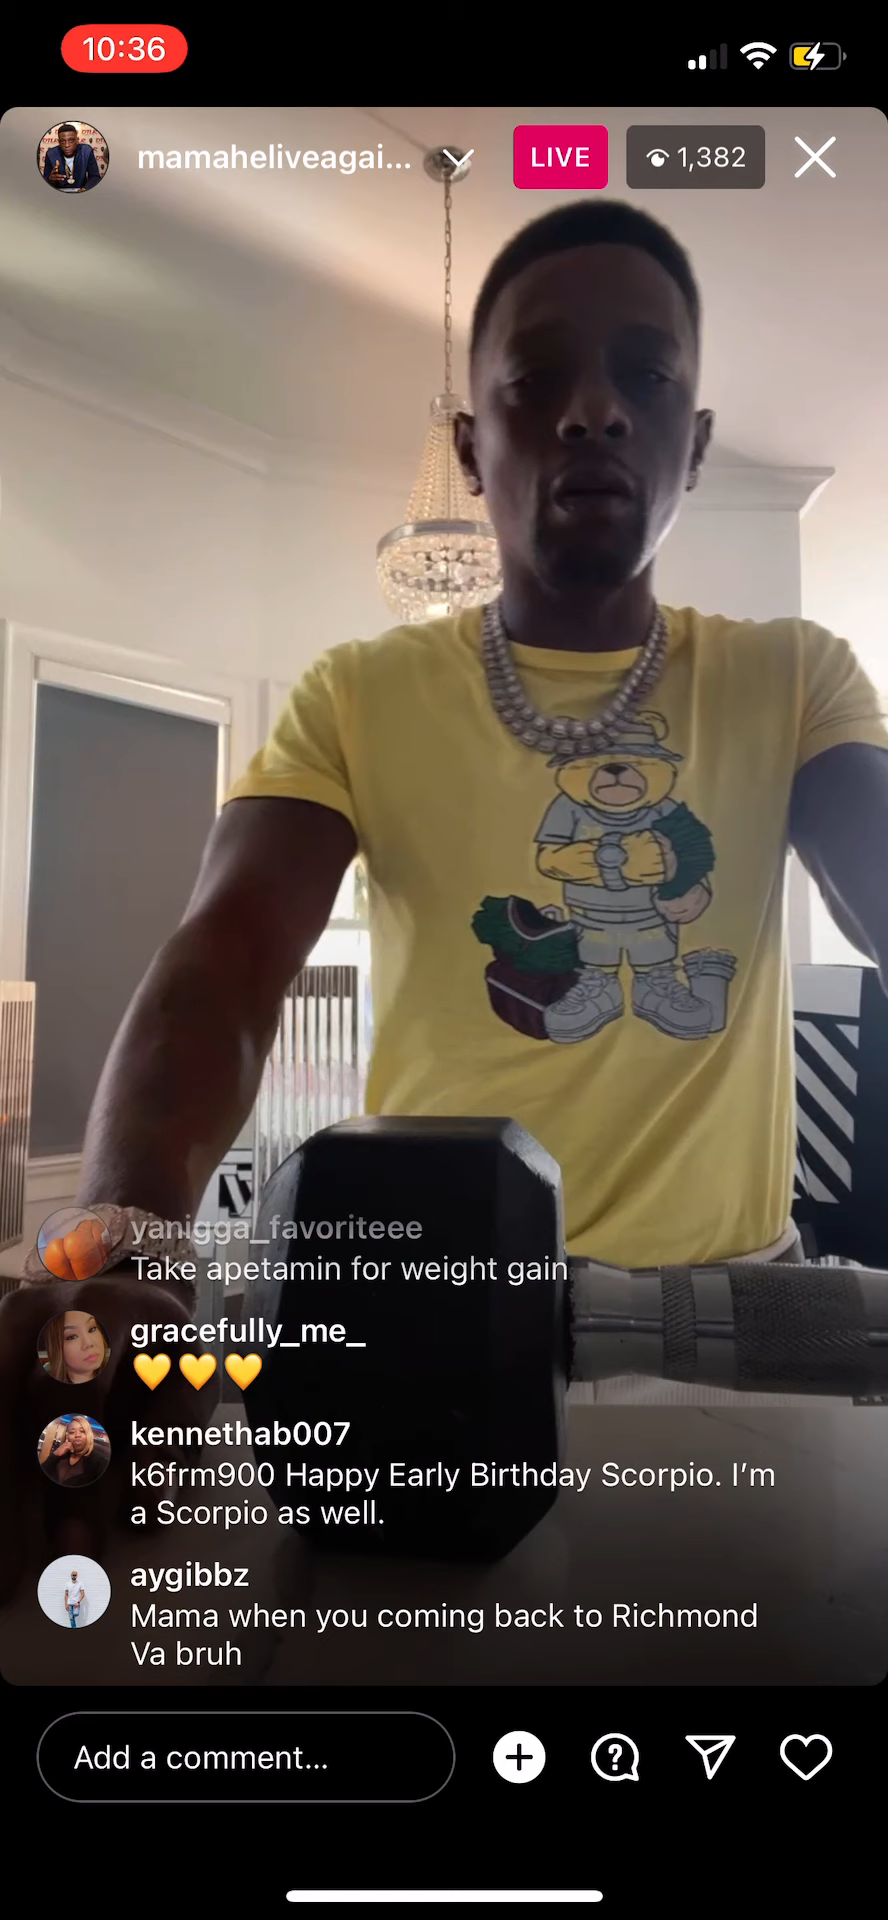 10:36
mamaheliveagai...
LIVE
1,382
yanigga_favoriteee
Take apetamin for weight gain
gracefully_me_
💛💛💛
kennethab007
k6frm900 Happy Early Birthday Scorpio. I’m
a Scorpio as well.
aygibbz
Mama when you coming back to Richmond
Va bruh
Add a comment...